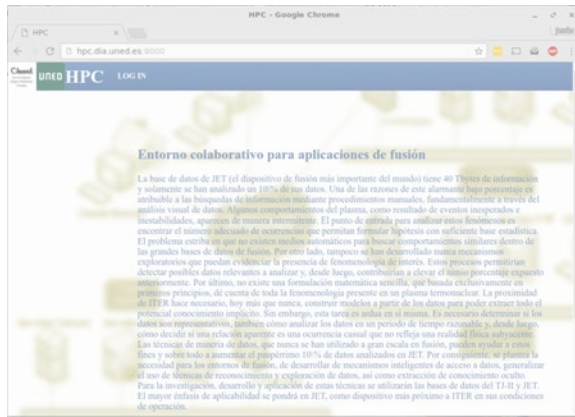 HPC - Google Chrome
HPC
hpc.dia.uned.es:8000
UNED HPC LOG IN
Entorno colaborativo para aplicaciones de fusión
La base de datos de JET (el dispositivo de fusión más importante del mundo) tiene 40 Tbytes de información
y solamente se han analizado un 10% de sus datos. Una de las razones de este alarmante bajo porcentaje es
atribuible a las búsquedas de información mediante procedimientos manuales, fundamentalmente a través del
análisis visual de datos. Algunos comportamientos del plasma, como resultado de eventos inesperados e
inestabilidades, aparecen de manera intermitente. El punto de entrada para analizar estos fenómenos es
encontrar el número adecuado de ocurrencias que permitan formular hipótesis con suficiente base estadística.
El problema estriba en que no existen medios automáticos para buscar comportamientos similares dentro de
las grandes bases de datos de fusión. Por otro lado, tampoco se han desarrollado nunca mecanismos
exploratorios que puedan evidenciar la presencia de fenomenología de interés. Estos procesos permitirían
detectar posibles datos relevantes a analizar y, desde luego, contribuirían a elevar el nimio porcentaje expuesto
anteriormente. Por último, no existe una formulación matemática sencilla, que basada exclusivamente en
primeros principios, dé cuenta de toda la fenomenología presente en un plasma termonuclear. La proximidad
de ITER hace necesario, hoy más que nunca, construir modelos a partir de los datos para poder extraer todo el
potencial conocimiento implícito. Sin embargo, esta tarea es ardua en si misma. Es necesario determinar si los
datos son representativos, también cómo analizar los datos en un periodo de tiempo razonable y, desde luego,
cómo decidir si una relación aparente es una ocurrencia casual que no refleja una realidad física subyacente.
Las técnicas de minería de datos, que nunca se han utilizado a gran escala en fusión, pueden ayudar a estos
fines y sobre todo a aumentar el paupérrimo 10% de datos analizados en JET. Por consiguiente, se plantea la
necesidad para los entornos de fusión, de desarrollar de mecanismos inteligentes de acceso a datos, generalizar
el uso de técnicas de reconocimiento y exploración de datos, así como extracción de conocimiento oculto.
Para la investigación, desarrollo y aplicación de estas técnicas se utilizarán las bases de datos del TJ-II y JET.
El mayor énfasis de aplicabilidad se pondrá en JET, como dispositivo más próximo a ITER en sus condiciones
de operación.